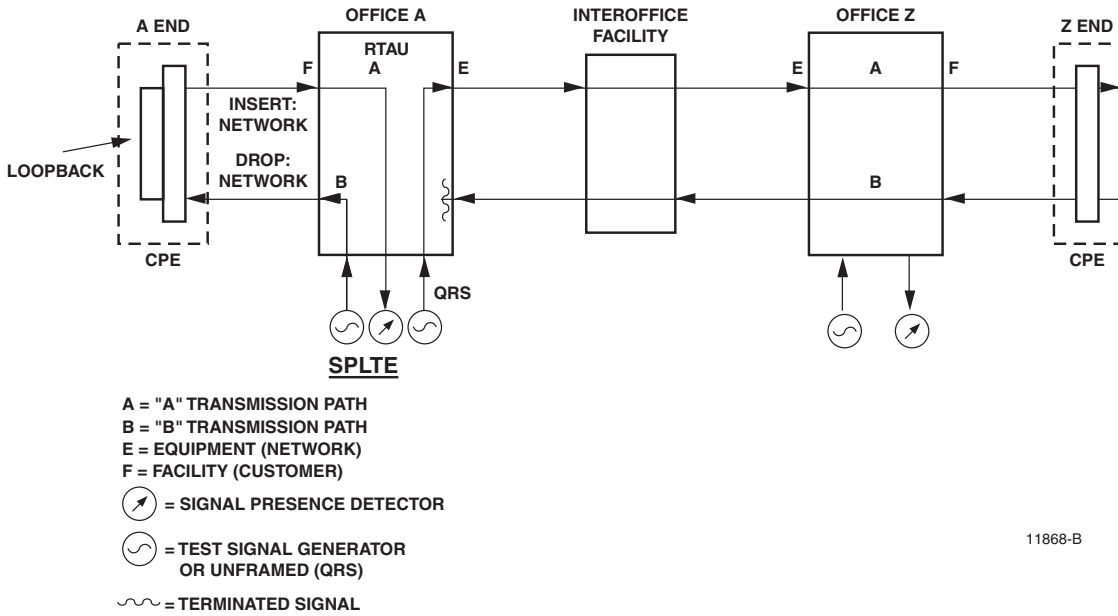 A END
OFFICE A
INTEROFFICE
FACILITY
OFFICE Z
Z END
RTAU
F
A
E
E
A
F
INSERT:
NETWORK
LOOPBACK
DROP:
NETWORK
B
B
CPE
CPE
QRS
SPLTE
A = "A" TRANSMISSION PATH
B = "B" TRANSMISSION PATH
E = EQUIPMENT (NETWORK)
F = FACILITY (CUSTOMER)
= SIGNAL PRESENCE DETECTOR
= TEST SIGNAL GENERATOR
OR UNFRAMED (QRS)
= TERMINATED SIGNAL
11868-B